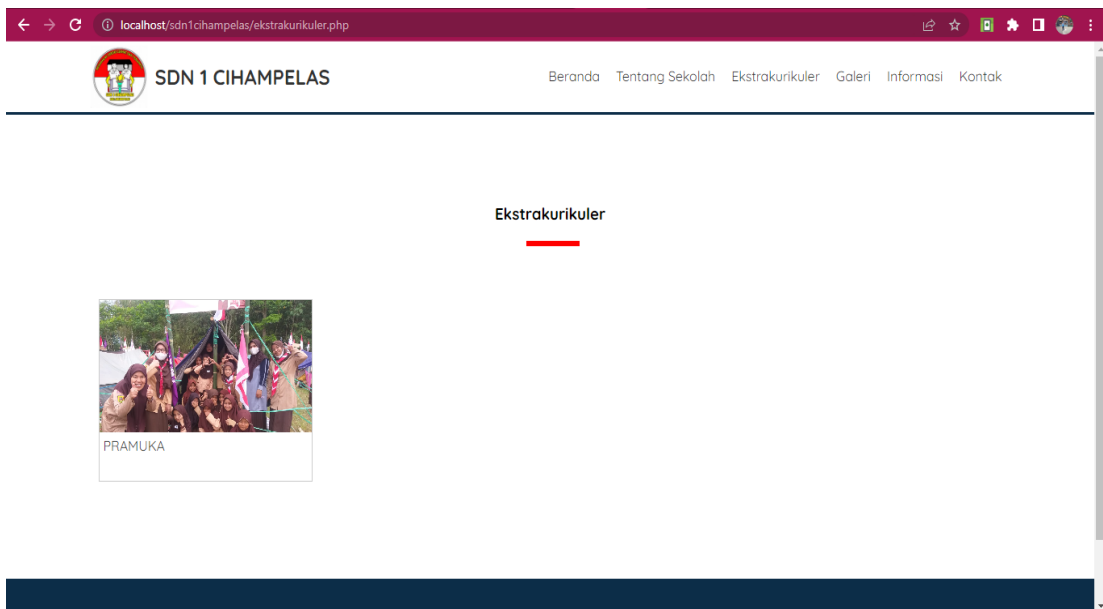 localhost/sdn1cihampelas/ekstrakurikuler.php
SDN 1 CIHAMPELAS
Beranda Tentang Sekolah Ekstrakurikuler Galeri Informasi Kontak
Ekstrakurikuler
PRAMUKA